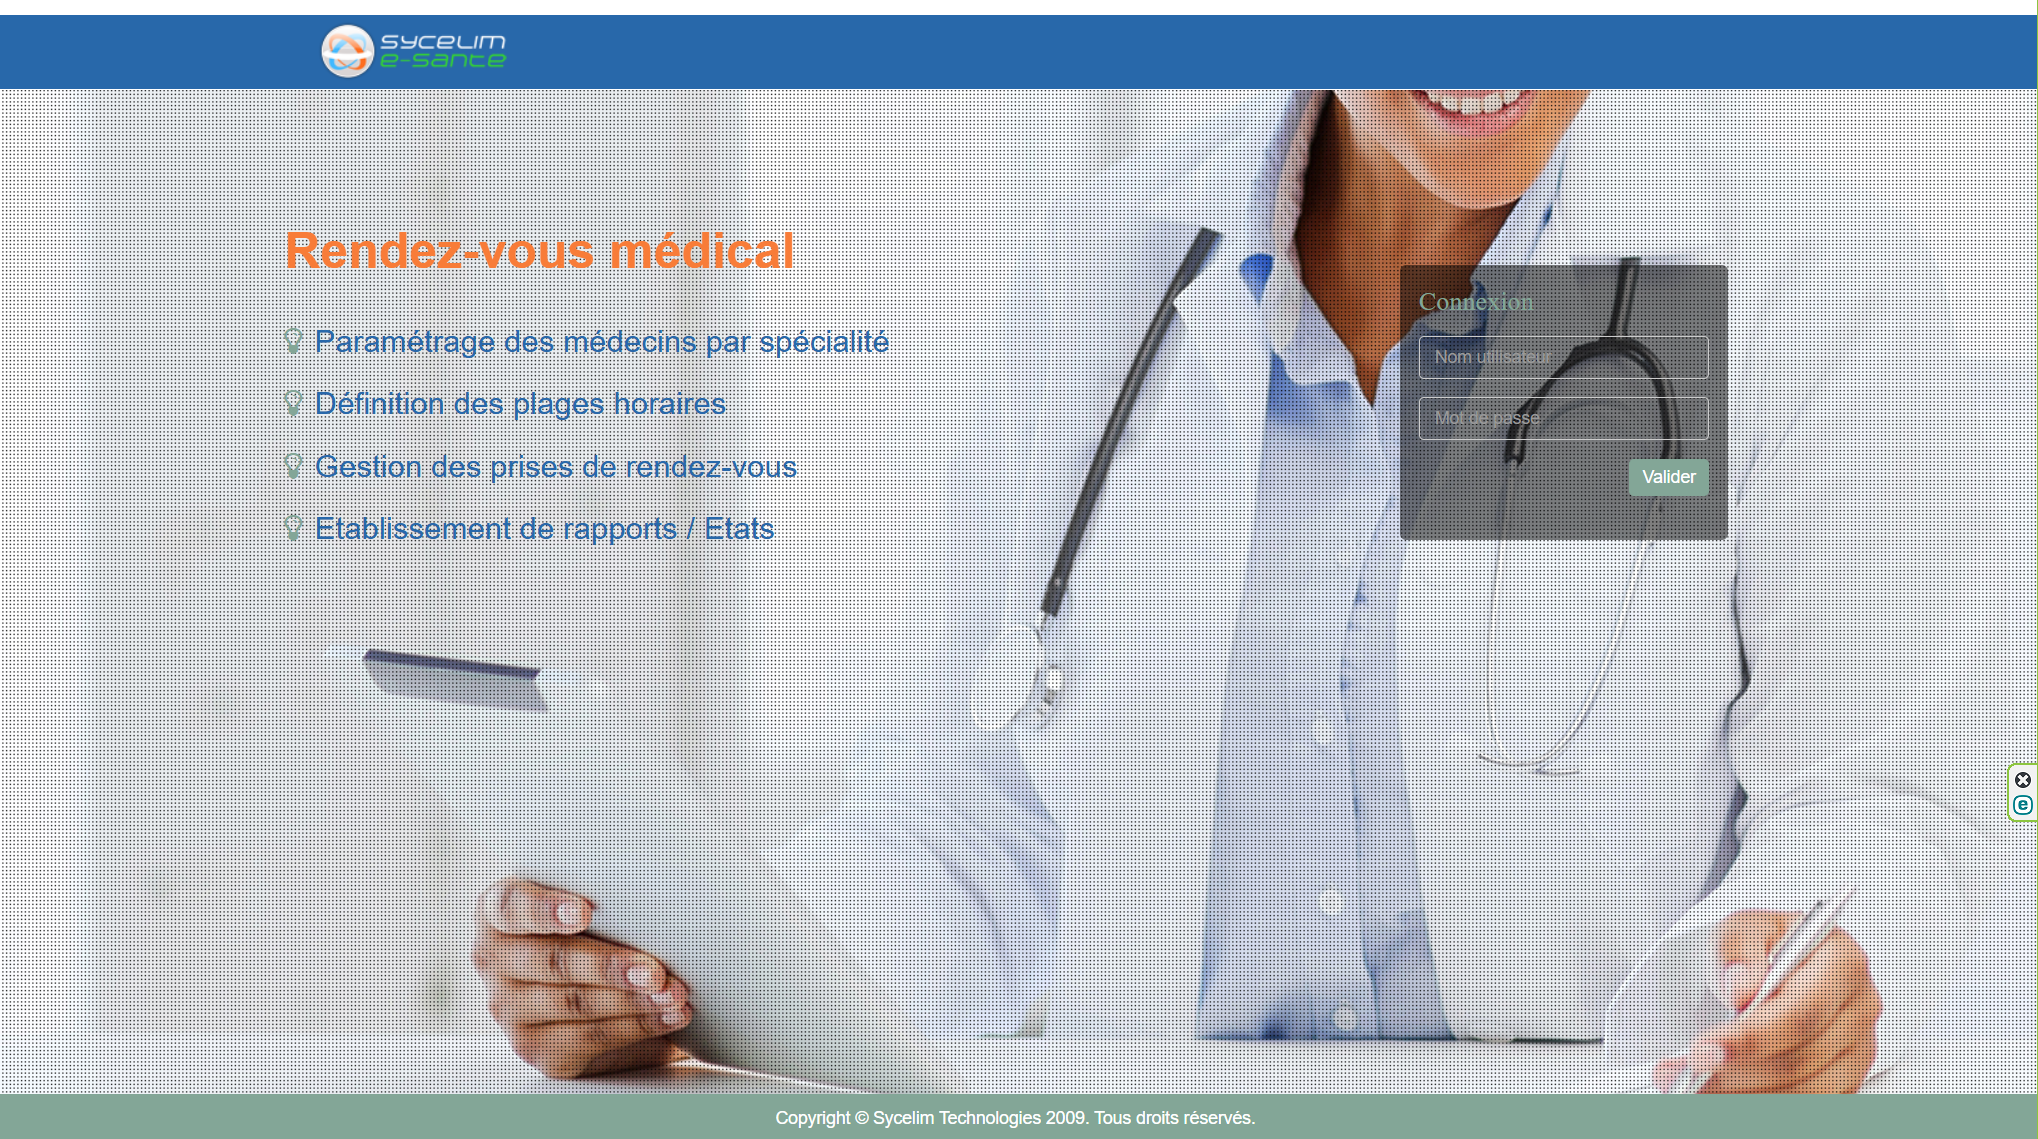 sycelim
e-sante
Rendez-vous médical
Paramétrage des médecins par spécialité
Définition des plages horaires
Gestion des prises de rendez-vous
Etablissement de rapports / Etats
Connexion
Nom utilisateur
Mot de passe
Valider
e
Copyright © Sycelim Technologies 2009. Tous droits réservés.